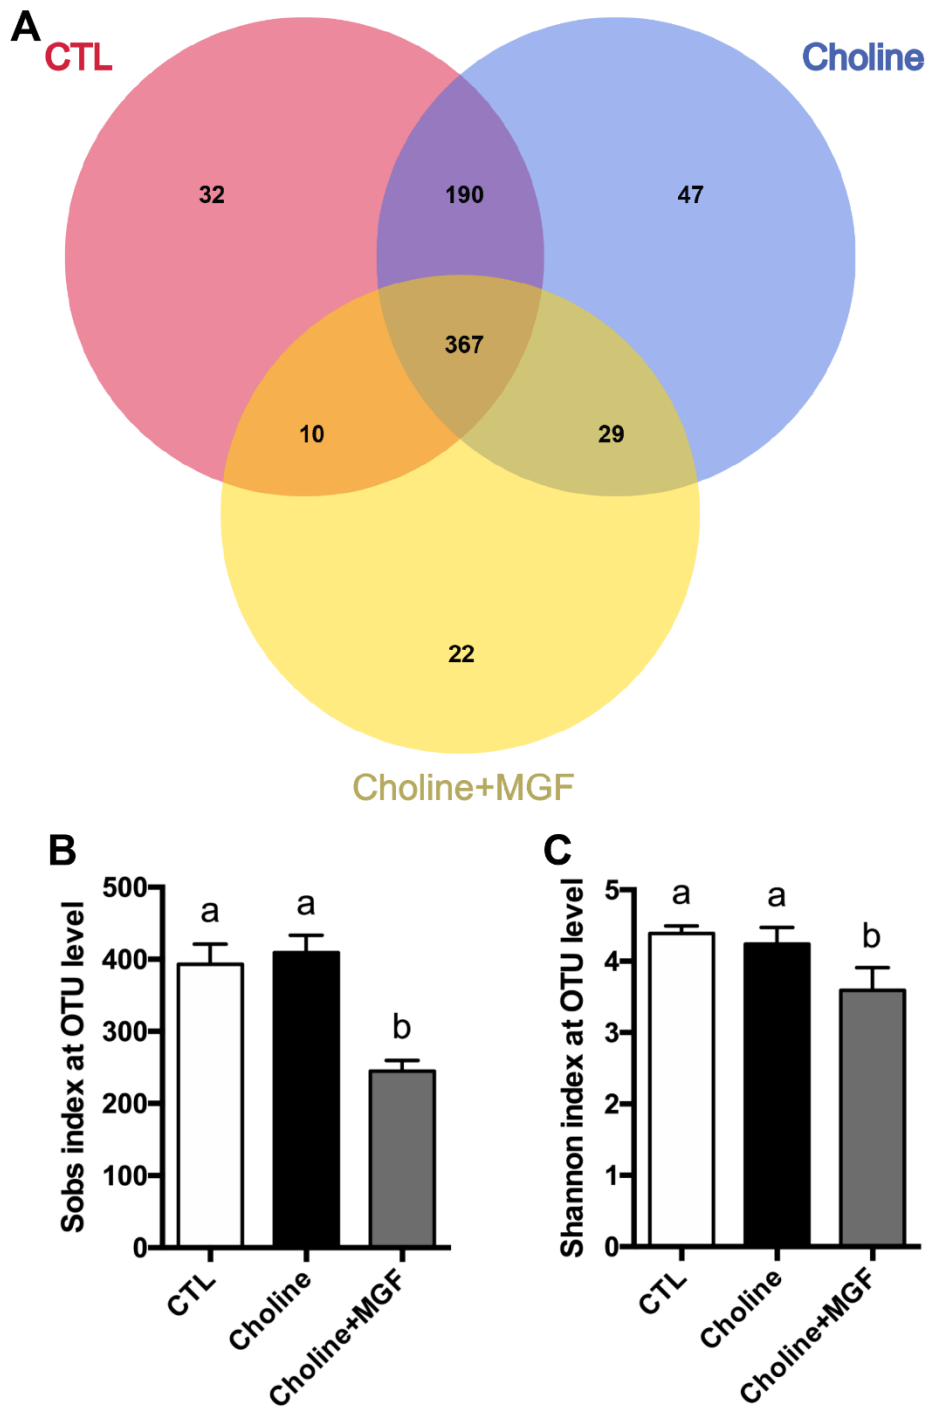 A
CTL
Choline
32
190
47
367
10
29
22
Choline+MGF
B
Sobs index at OTU level
500
400
300
200
100
0
a
a
b
CTL
Choline
Choline+MGF
C
Shannon index at OTU level
5
4
3
2
1
0
a
a
b
CTL
Choline
Choline+MGF